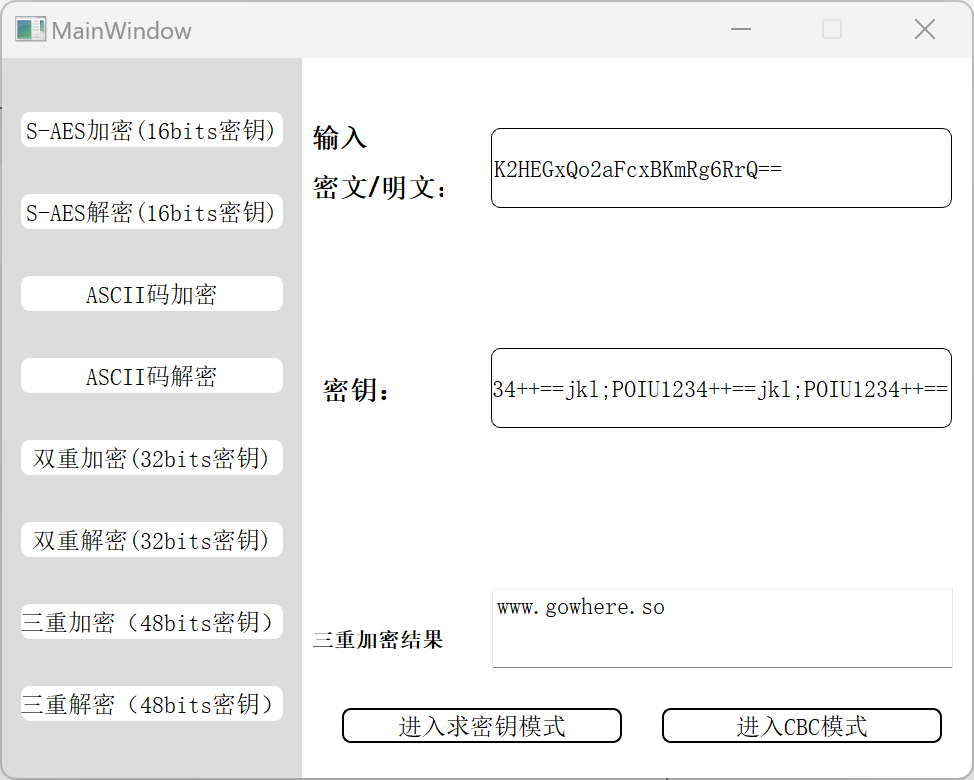 MainWindow
S-AES加密(16bits密钥)
S-AES解密(16bits密钥)
ASCII码加密
ASCII码解密
双重加密(32bits密钥)
双重解密(32bits密钥)
三重加密（48bits密钥）
三重解密（48bits密钥）
输入
密文/明文：
K2HEGxQo2aFcxBKmRg6RrQ==
密钥：
34++==jkl;POIU1234++==jkl;POIU1234++==
三重加密结果
www.gowhere.so
进入求密钥模式
进入CBC模式